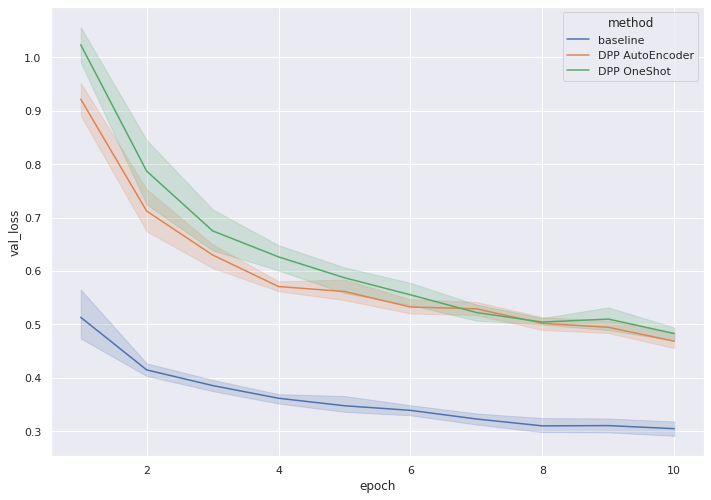 method
baseline
DPP AutoEncoder
DPP OneShot
val_loss
1.0
0.9
0.8
0.7
0.6
0.5
0.4
0.3
2
4
6
8
10
epoch